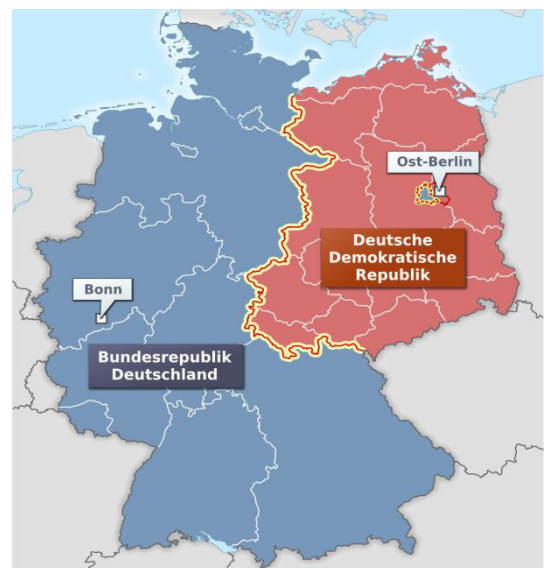 Ost-Berlin
Deutsche
Demokratische
Republik
Bonn
Bundesrepublik
Deutschland